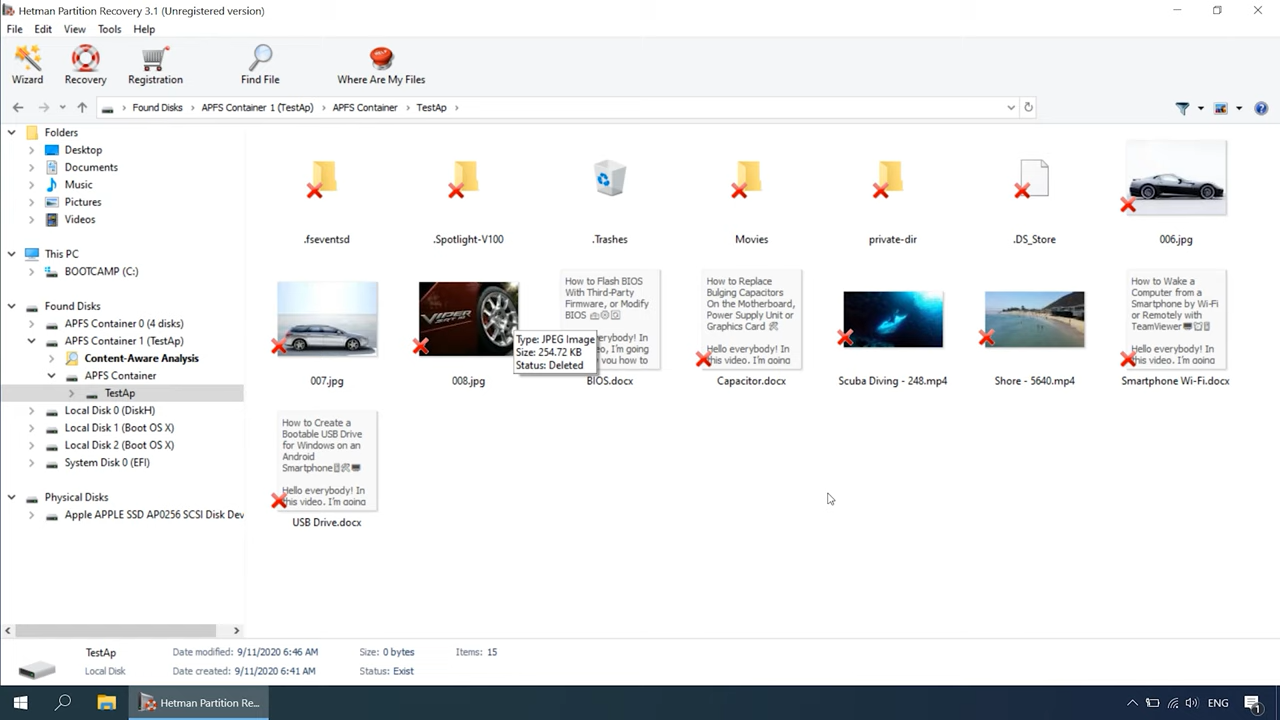 Hetman Partition Recovery 3.1 (Unregistered version)
File Edit View Tools Help
Wizard Recovery Registration Find File Where Are My Files
Found Disks APFS Container 1 (TestAp) APFS Container TestAp
Folders
Desktop
Documents
Music
Pictures
Videos
This PC
BOOTCAMP (C:)
Found Disks
APFS Container 0 (4 disks)
APFS Container 1 (TestAp)
Content-Aware Analysis
APFS Container
TestAp
Local Disk 0 (DiskH)
Local Disk 1 (Boot OS X)
Local Disk 2 (Boot OS X)
System Disk 0 (EFI)
Physical Disks
Apple APPLE SSD AP0256 SCSI Disk Dev
.fseventsd
.Spotlight-V100
.Trashes
Movies
private-dir
.DS_Store
006.jpg
007.jpg
VIPER SRT 10
008.jpg
Type: JPEG Image
Size: 254.72 KB
Status: Deleted
How to Flash BIOS
With Third-Party
Firmware, or Modify
BIOS
everybody! In
I'm going
you how to
BIOS.docx
How to Replace
Bulging Capacitors
On the Motherboard,
Power Supply Unit or
Graphics Card
Hello everybody! In
this video, I'm going
Capacitor.docx
Scuba Diving - 248.mp4
Shore - 5640.mp4
How to Wake a
Computer from a
Smartphone by Wi-Fi
or Remotely with
TeamViewer
Hello everybody! In
this video, I'm going
Smartphone Wi-Fi.docx
How to Create a
Bootable USB Drive
for Windows on an
Android
Smartphone
Hello everybody! In
this video, I'm going
USB Drive.docx
TestAp Date modified: 9/11/2020 6:46 AM Size: 0 bytes Items: 15
Local Disk Date created: 9/11/2020 6:41 AM Status: Exist
Hetman Partition Re... ENG 1